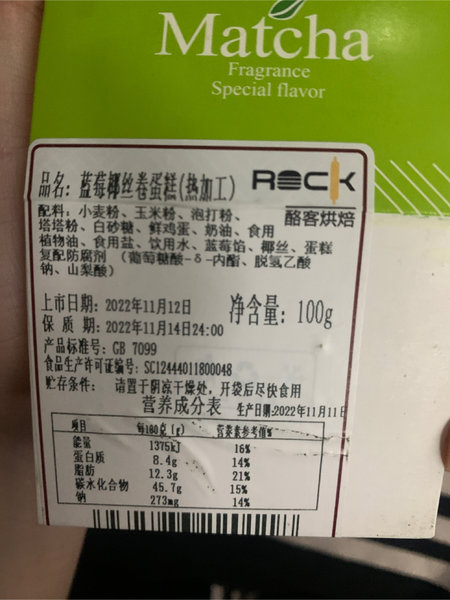 Matcha
Fragrance
Special flavor
品名: 蓝莓椰丝卷蛋糕(热加工)
ROCK
酪客烘焙
配料: 小麦粉、玉米粉、泡打粉、
塔塔粉、白砂糖、鲜鸡蛋、奶油、食用
植物油、食用盐、饮用水、蓝莓馅、椰丝、蛋糕
复配防腐剂 (葡萄糖酸-δ-内酯、脱氢乙酸
钠、山梨酸)
上市日期: 2022年11月12日
净含量: 100g
保 质 期: 2022年11月14日24:00
产品标准号: GB 7099
食品生产许可证编号: SC12444011800048
贮存条件: 请置于阴凉干燥处, 开袋后尽快食用
营养成分表 生产日期:2022年11月11日
项目 每100克 (g) 营养素参考值%
能量 1375kJ 16%
蛋白质 8.4g 14%
脂肪 12.3g 21%
碳水化合物 45.7g 15%
钠 273mg 14%